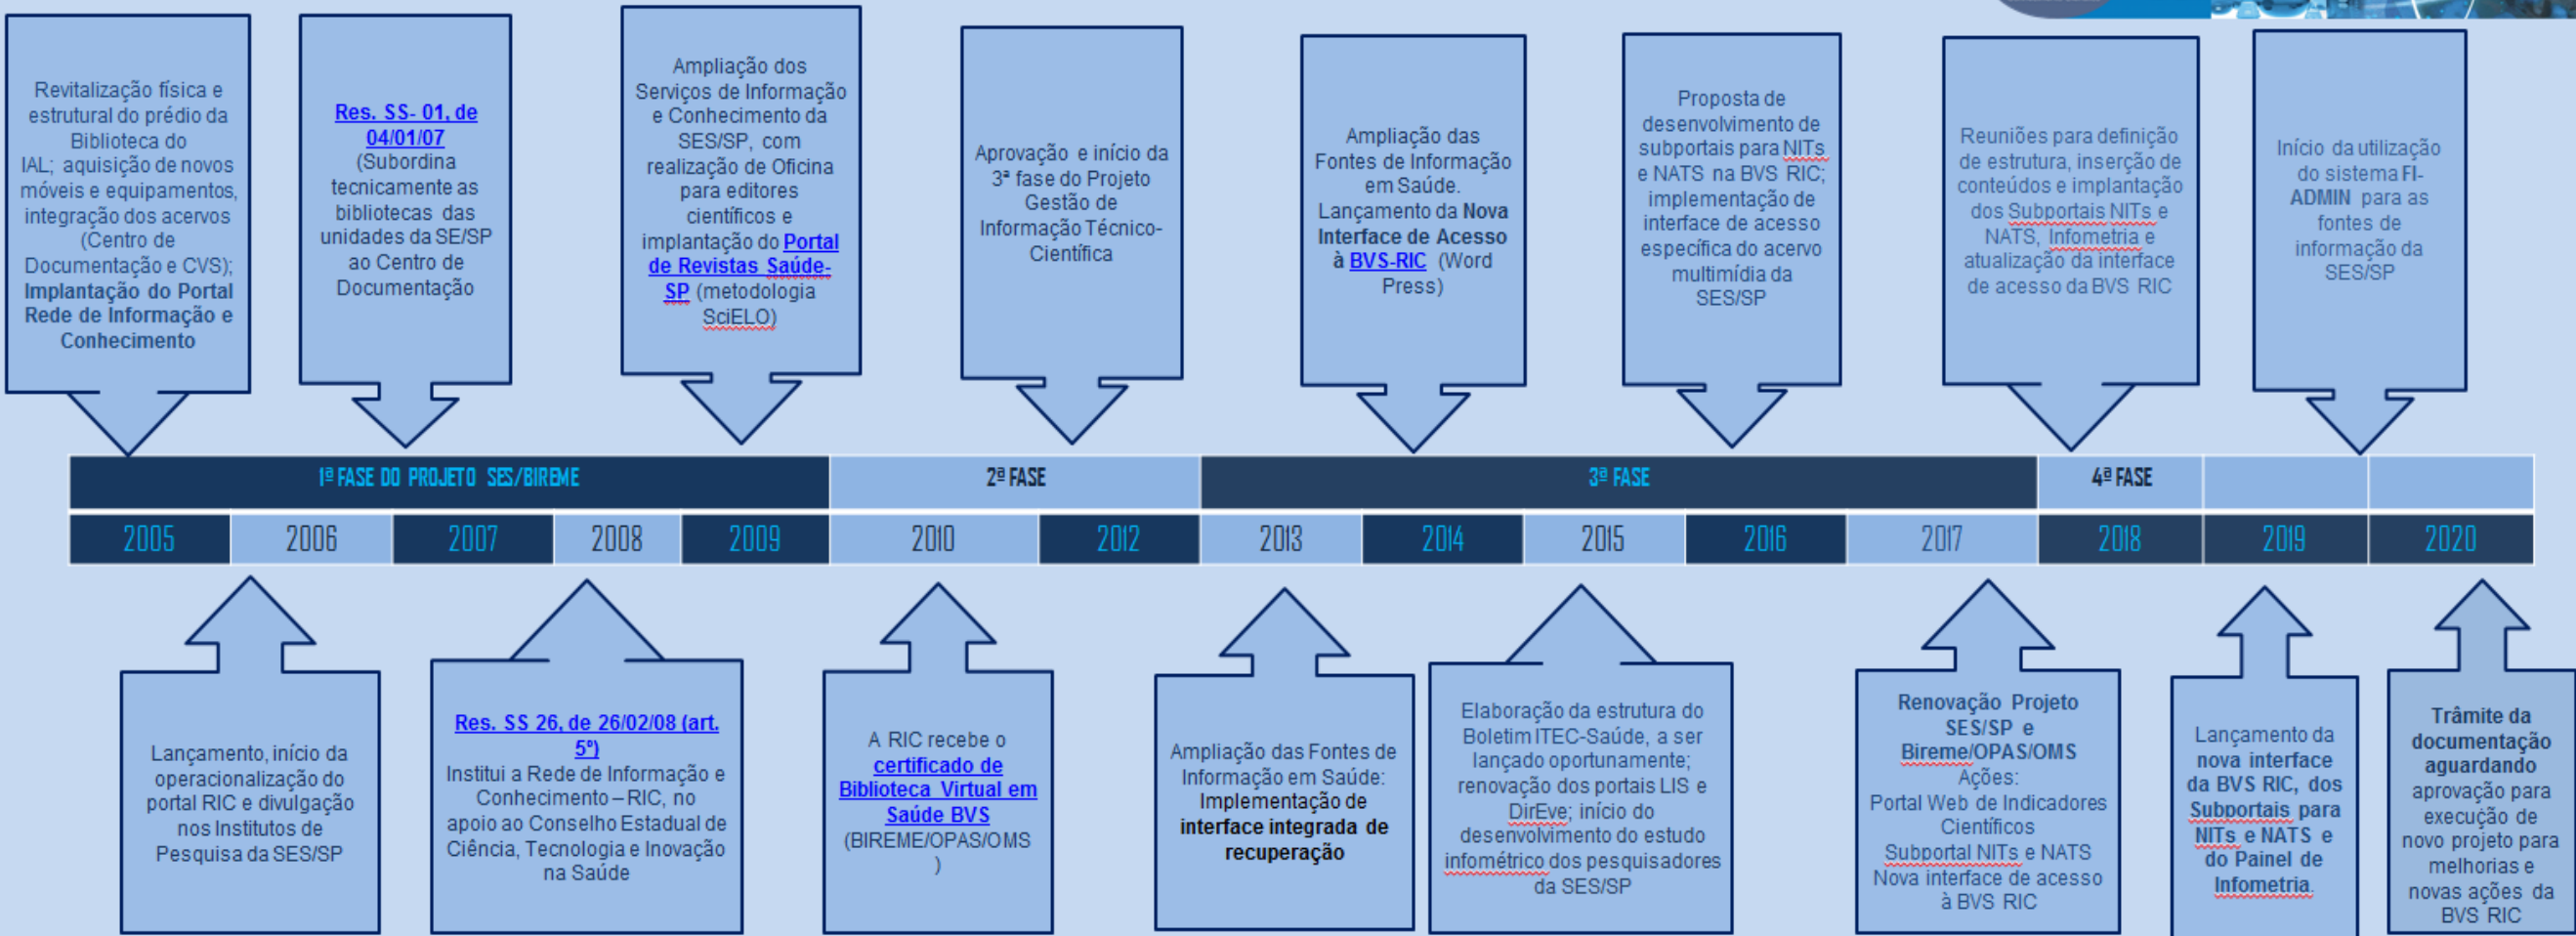 Revitalização física e
estrutural do prédio da
Biblioteca do
IAL; aquisição de novos
móveis e equipamentos,
integração dos acervos
(Centro de
Documentação e CVS);
Implantação do Portal
Rede de Informação e
Conhecimento
Res. SS- 01, de
04/01/07
(Subordina
tecnicamente as
bibliotecas das
unidades da SE/SP
ao Centro de
Documentação
Ampliação dos
Serviços de Informação
e Conhecimento da
SES/SP, com
realização de Oficina
para editores
científicos e
implantação do Portal
de Revistas Saúde-
SP (metodologia
SciELO)
Aprovação e início da
3ª fase do Projeto
Gestão de
Informação Técnico-
Científica
Ampliação das
Fontes de Informação
em Saúde.
Lançamento da Nova
Interface de Acesso
à BVS-RIC (Word
Press)
Proposta de
desenvolvimento de
subportais para NITs
e NATS na BVS RIC;
implementação de
interface de acesso
específica do acervo
multimídia da
SES/SP
Reuniões para definição
de estrutura, inserção de
conteúdos e implantação
dos Subportais NITs e
NATS, Infometria e
atualização da interface
de acesso da BVS RIC
Início da utilização
do sistema FI-
ADMIN para as
fontes de
informação da
SES/SP
1ª FASE DO PROJETO SES/BIREME
2ª FASE
3ª FASE
4ª FASE
2005
2006
2007
2008
2009
2010
2012
2013
2014
2015
2016
2017
2018
2019
2020
Lançamento, início da
operacionalização do
portal RIC e divulgação
nos Institutos de
Pesquisa da SES/SP
Res. SS 26, de 26/02/08 (art.
5º)
Institui a Rede de Informação e
Conhecimento – RIC, no
apoio ao Conselho Estadual de
Ciência, Tecnologia e Inovação
na Saúde
A RIC recebe o
certificado de
Biblioteca Virtual em
Saúde BVS
(BIREME/OPAS/OMS
)
Ampliação das Fontes de
Informação em Saúde:
Implementação de
interface integrada de
recuperação
Elaboração da estrutura do
Boletim ITEC-Saúde, a ser
lançado oportunamente;
renovação dos portais LIS e
DirEve; início do
desenvolvimento do estudo
infométrico dos pesquisadores
da SES/SP
Renovação Projeto
SES/SP e
Bireme/OPAS/OMS
Ações:
Portal Web de Indicadores
Científicos
Subportal NITs e NATS
Nova interface de acesso
à BVS RIC
Lançamento da
nova interface
da BVS RIC, dos
Subportais para
NITs e NATS e
do Painel de
Infometria.
Trâmite da
documentação
aguardando
aprovação para
execução de
novo projeto para
melhorias e
novas ações da
BVS RIC